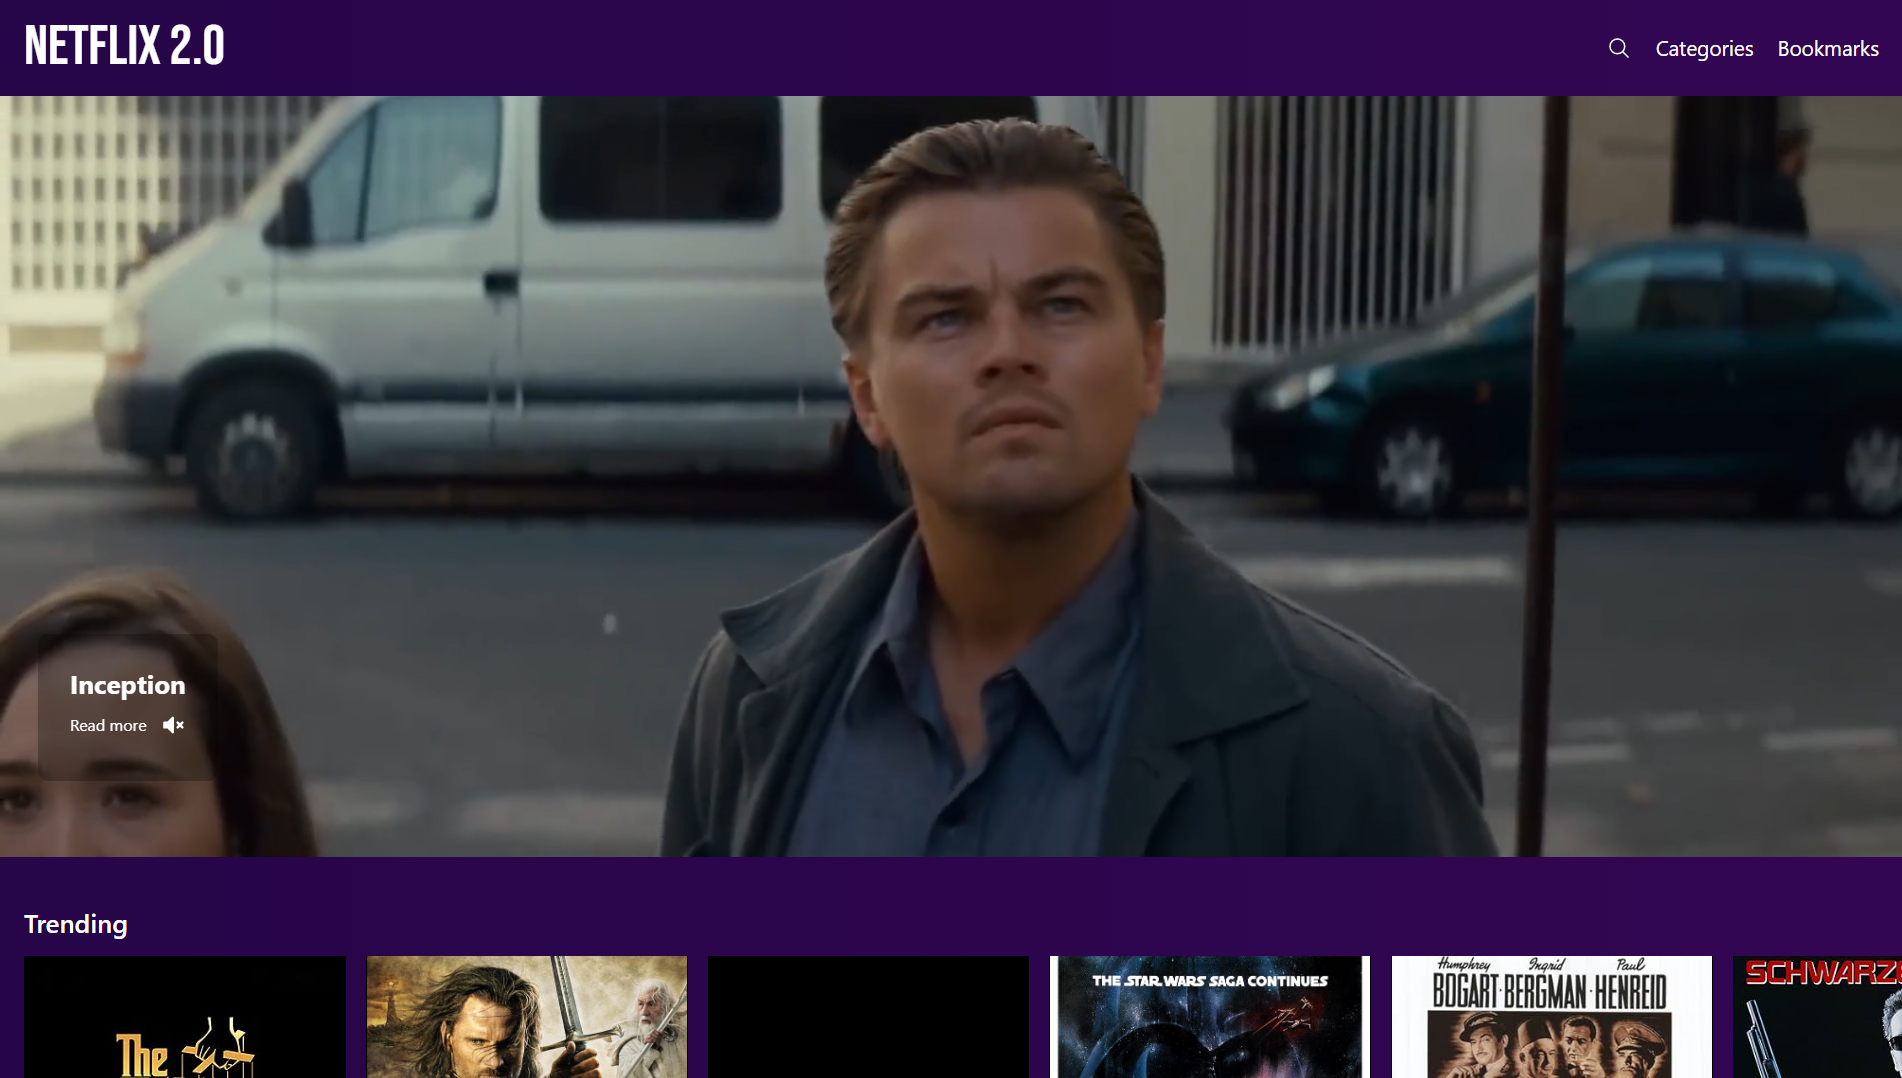 NETFLIX 2.0
Categories
Bookmarks
Inception
Read more
Trending
The
THE STAR WARS SAGA CONTINUES
Humphrey Ingrid Paul
BOGART·BERGMAN·HENREID
SCHWARZE